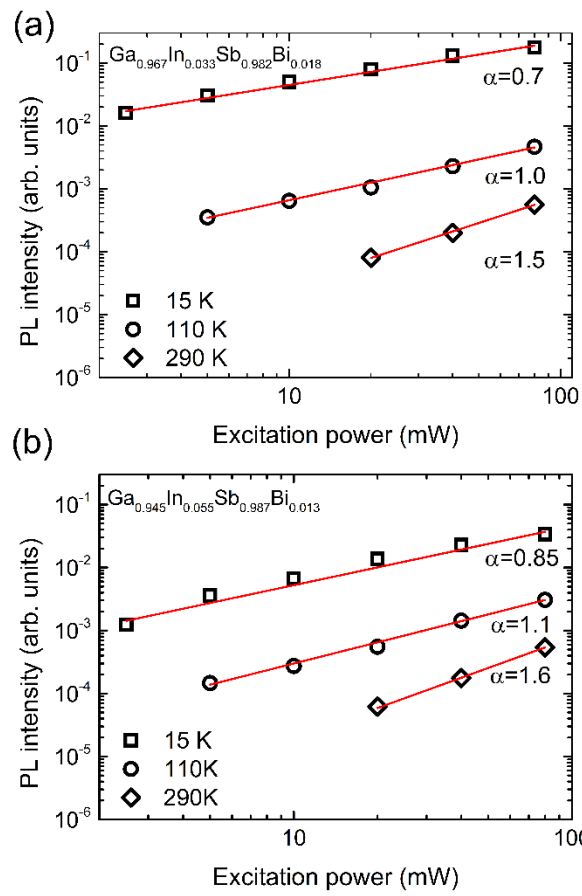 (a)
Ga0.967In0.033Sb0.982Bi0.018
10-1
α=0.7
10-2
10-3
α=1.0
10-4
α=1.5
10-5
10-6
15 K
110 K
290 K
PL intensity (arb. units)
10
100
Excitation power (mW)
(b)
Ga0.945In0.055Sb0.987Bi0.013
10-1
α=0.85
10-2
10-3
α=1.1
10-4
α=1.6
10-5
10-6
15 K
110K
290K
PL intensity (arb. units)
10
100
Excitation power (mW)